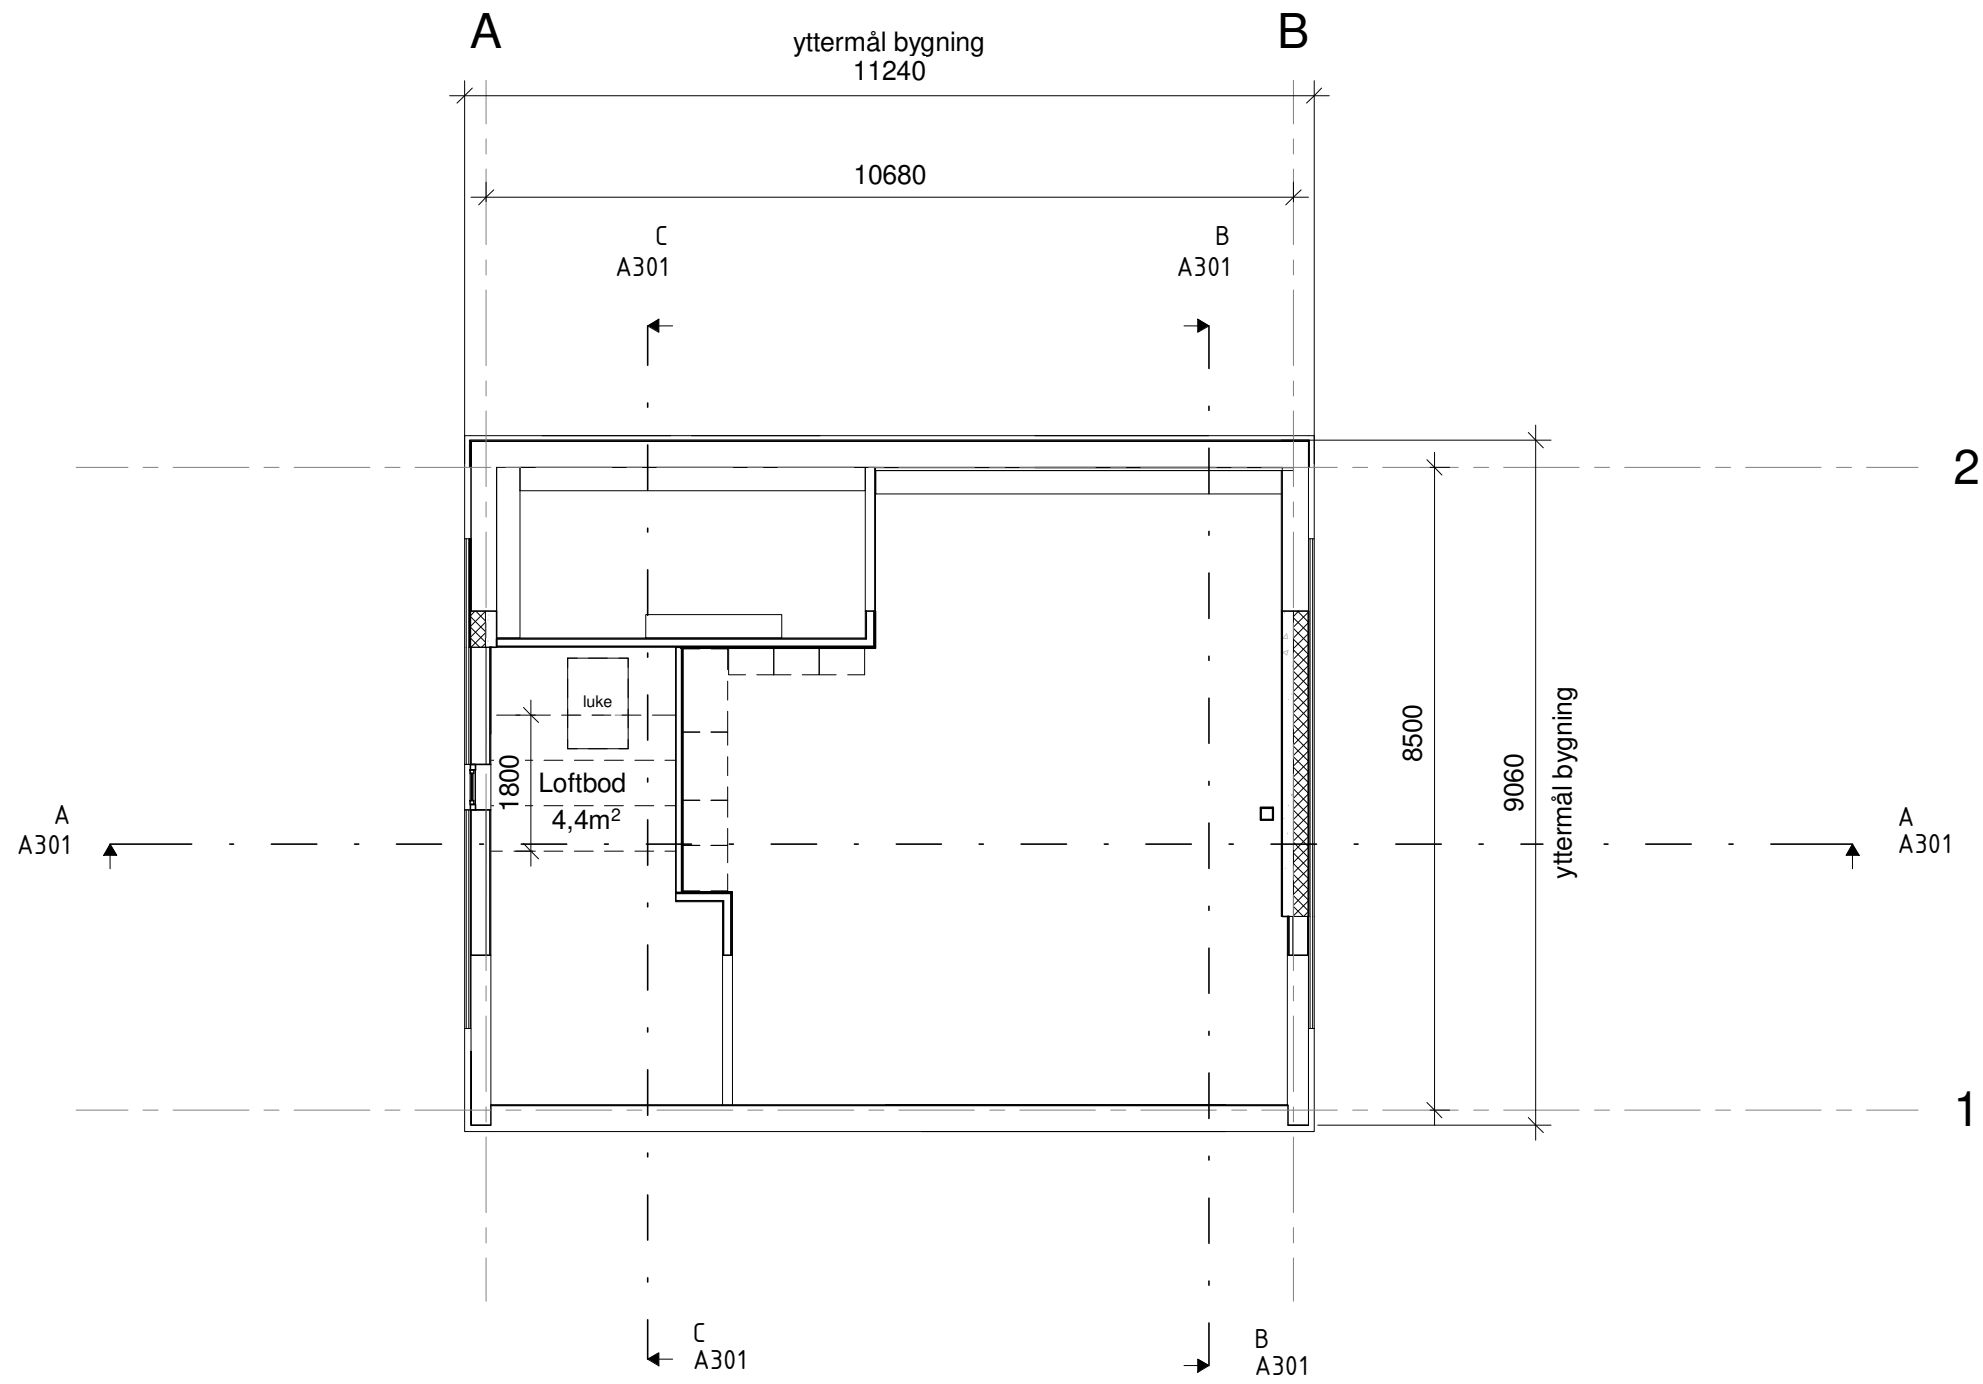 A
B
yttermål bygning
11240
10680
C
A301
B
A301
2
luke
1800
Loftbod
4,4m²
8500
9060
yttermål bygning
A
A301
A
A301
1
C
A301
B
A301